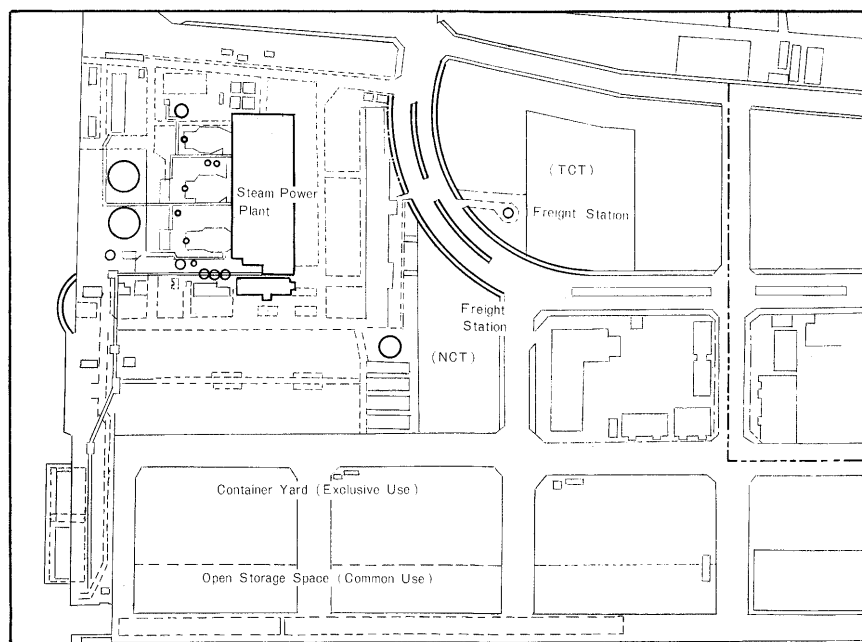 (TCT)
Steam Power
Plant
Freight Station
Freight
Station
(NCT)
Container Yard (Exclusive Use)
Open Storage Space (Common Use)